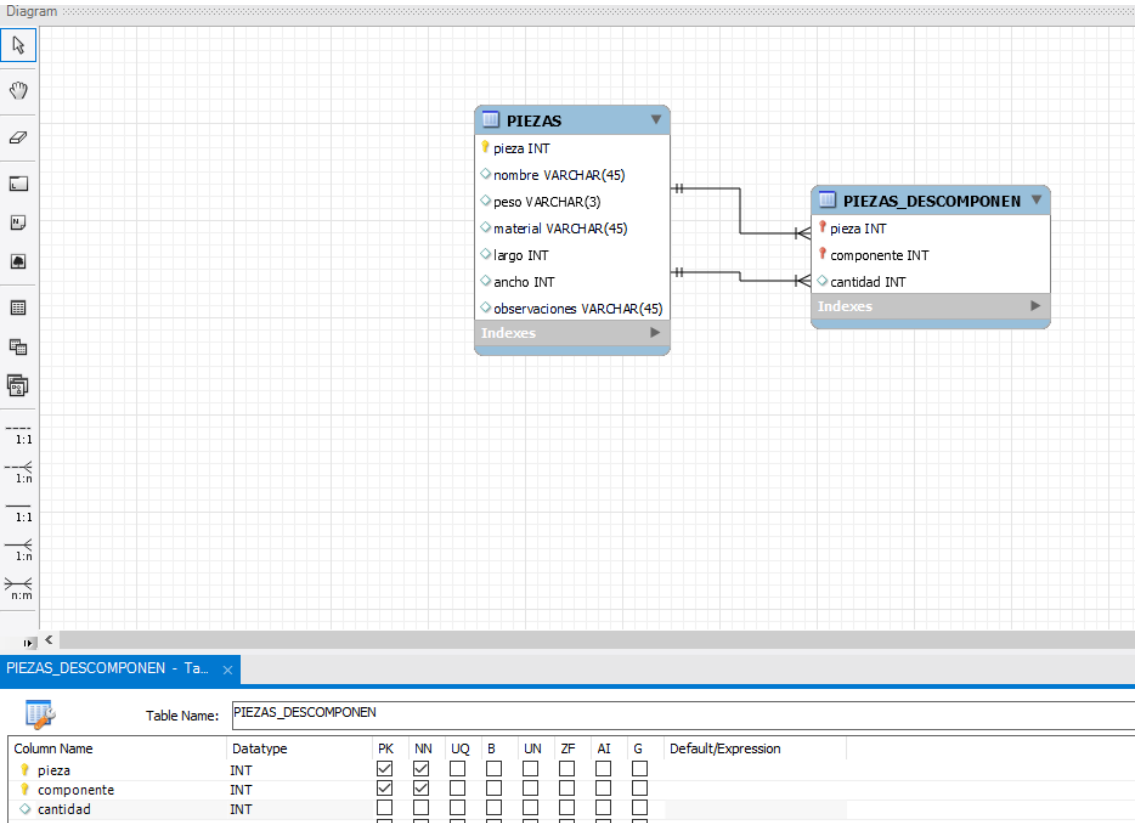 Diagram
PIEZAS
pieza INT
nombre VARCHAR(45)
peso VARCHAR(3)
material VARCHAR(45)
largo INT
ancho INT
observaciones VARCHAR(45)
Indexes
PIEZAS_DESCOMPONEN
pieza INT
componente INT
cantidad INT
Indexes
1:1
1:n
1:1
1:n
n:m
PIEZAS_DESCOMPONEN - Ta...
Table Name: PIEZAS_DESCOMPONEN
Column Name Datatype PK NN UQ B UN ZF AI G Default/Expression
pieza INT
componente INT
cantidad INT